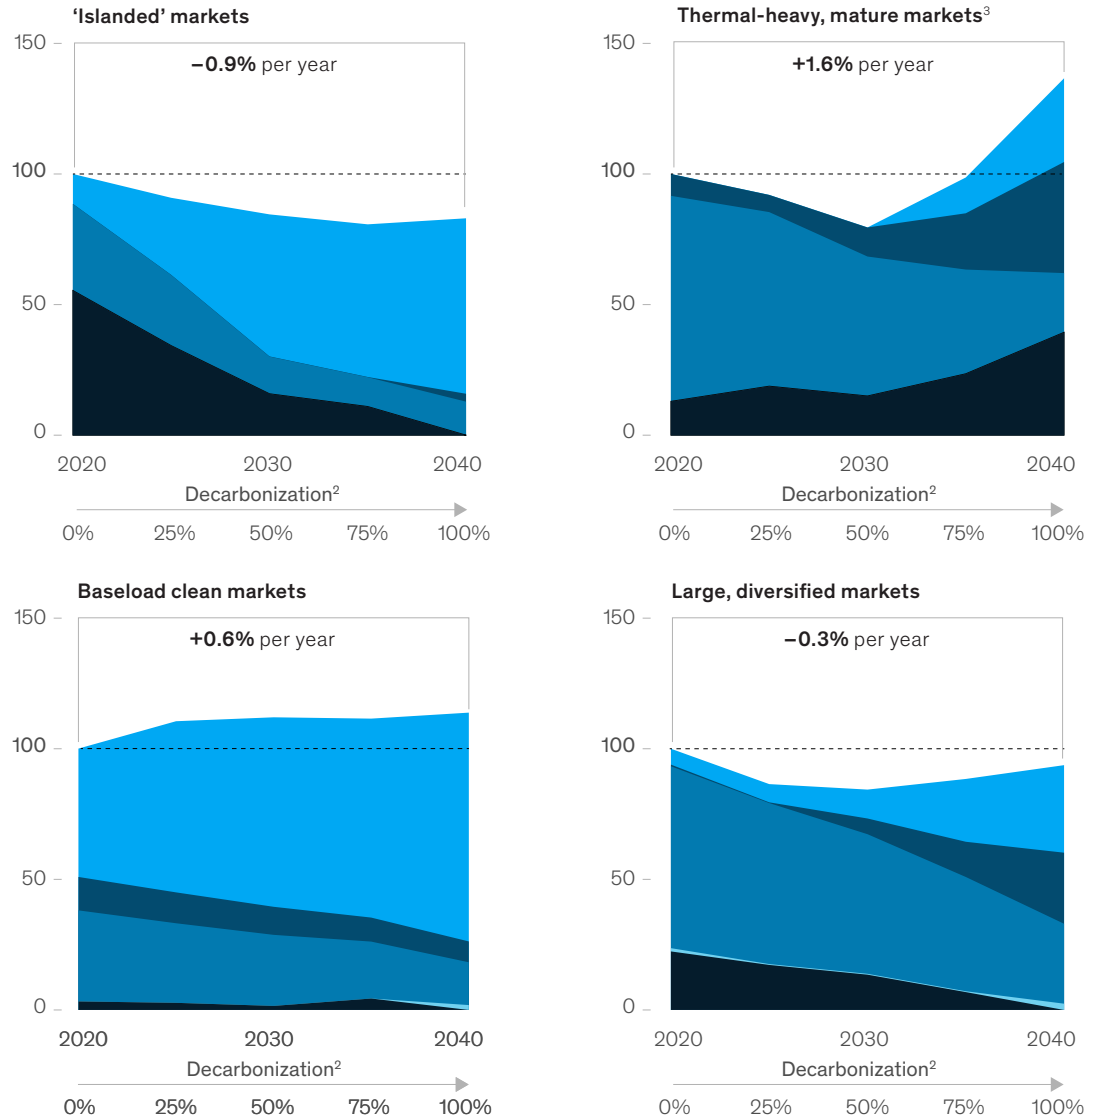 ‘Islanded’ markets
150
−0.9% per year
100
50
0
2020 2030 2040
Decarbonization²
0% 25% 50% 75% 100%
Thermal-heavy, mature markets³
150
+1.6% per year
100
50
0
2020 2030 2040
Decarbonization²
0% 25% 50% 75% 100%
Baseload clean markets
150
+0.6% per year
100
50
0
2020 2030 2040
Decarbonization²
0% 25% 50% 75% 100%
Large, diversified markets
150
−0.3% per year
100
50
0
2020 2030 2040
Decarbonization²
0% 25% 50% 75% 100%